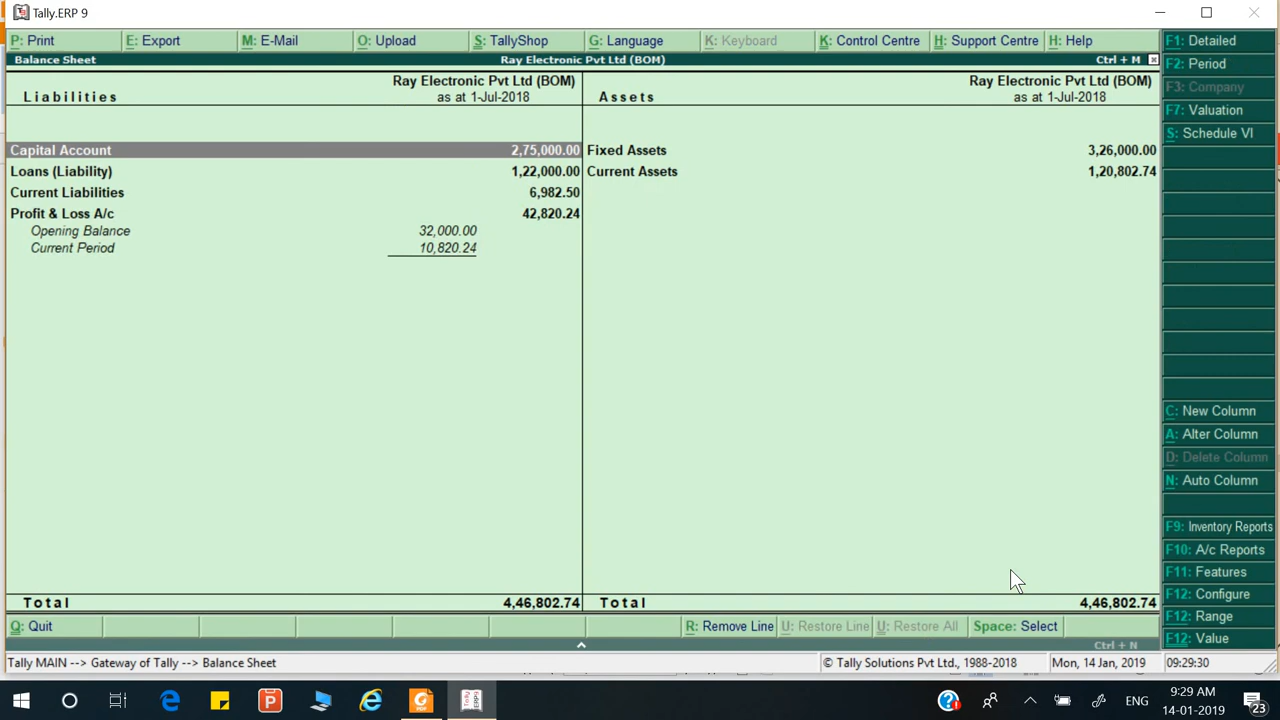 Tally.ERP 9
P: Print E: Export M: E-Mail O: Upload S: TallyShop G: Language K: Keyboard K: Control Centre H: Support Centre H: Help
Balance Sheet Ray Electronic Pvt Ltd (BOM) Ctrl + M
Liabilities Ray Electronic Pvt Ltd (BOM) Assets Ray Electronic Pvt Ltd (BOM)
as at 1-Jul-2018 as at 1-Jul-2018
Capital Account 2,75,000.00 Fixed Assets 3,26,000.00
Loans (Liability) 1,22,000.00 Current Assets 1,20,802.74
Current Liabilities 6,982.50
Profit & Loss A/c 42,820.24
Opening Balance 32,000.00
Current Period 10,820.24
Total 4,46,802.74 Total 4,46,802.74
F1: Detailed
F2: Period
F3: Company
F7: Valuation
S: Schedule VI
C: New Column
A: Alter Column
D: Delete Column
N: Auto Column
F9: Inventory Reports
F10: A/c Reports
F11: Features
F12: Configure
F12: Range
F12: Value
Q: Quit R: Remove Line U: Restore Line U: Restore All Space: Select
Ctrl + N
Tally MAIN --> Gateway of Tally --> Balance Sheet © Tally Solutions Pvt Ltd., 1988-2018 Mon, 14 Jan, 2019 09:29:30
ENG 9:29 AM
14-01-2019 23